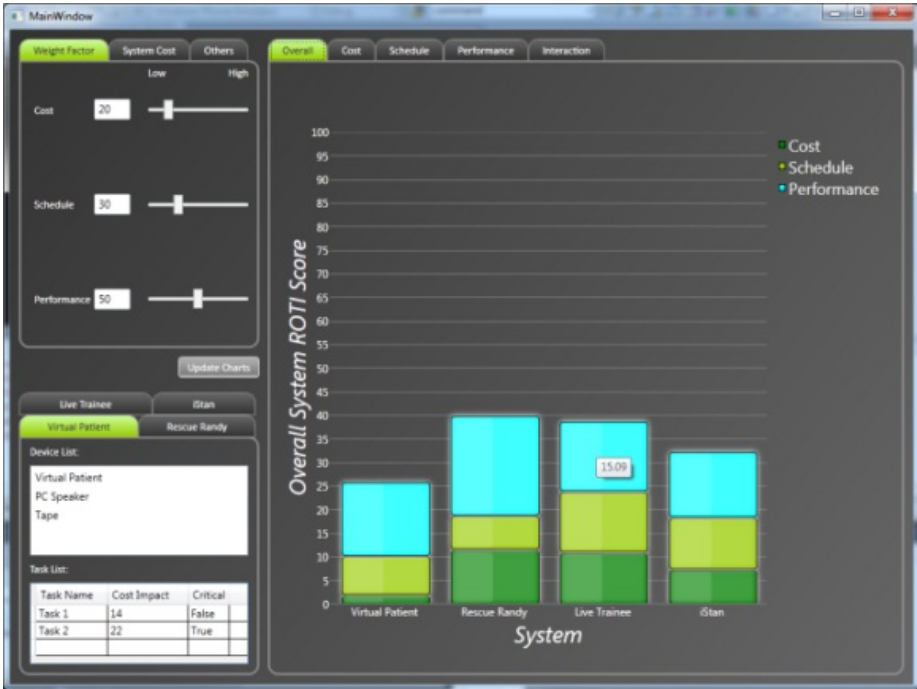 MainWindow
Weight Factor System Cost Others
Low High
Cost 20
Schedule 30
Performance 50
Update Charts
Live Trainee iStan
Virtual Patient Rescue Randy
Device List:
Virtual Patient
PC Speaker
Tape
Task List:
Task Name Cost Impact Critical
Task 1 14 False
Task 2 22 True
Overall Cost Schedule Performance Interaction
Overall System ROTI Score
100
95
90
85
80
75
70
65
60
55
50
45
40
35
30
25
20
15
10
5
0
15.09
Virtual Patient Rescue Randy Live Trainee iStan
System
Cost
Schedule
Performance